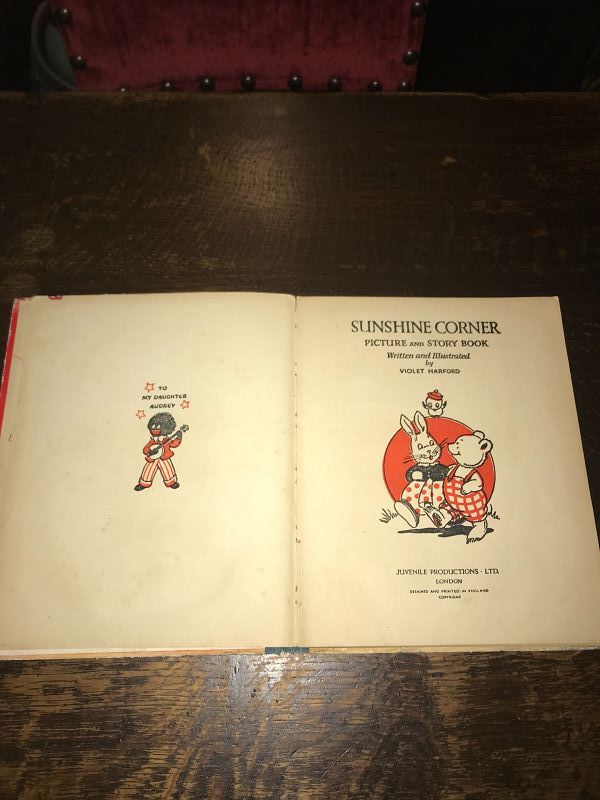 TO
MY DAUGHTER
AUDREY
SUNSHINE CORNER
PICTURE AND STORY BOOK
Written and Illustrated
by
VIOLET HARFORD
JUVENILE PRODUCTIONS · LTD.
LONDON
DESIGNED AND PRINTED IN ENGLAND
COPYRIGHT